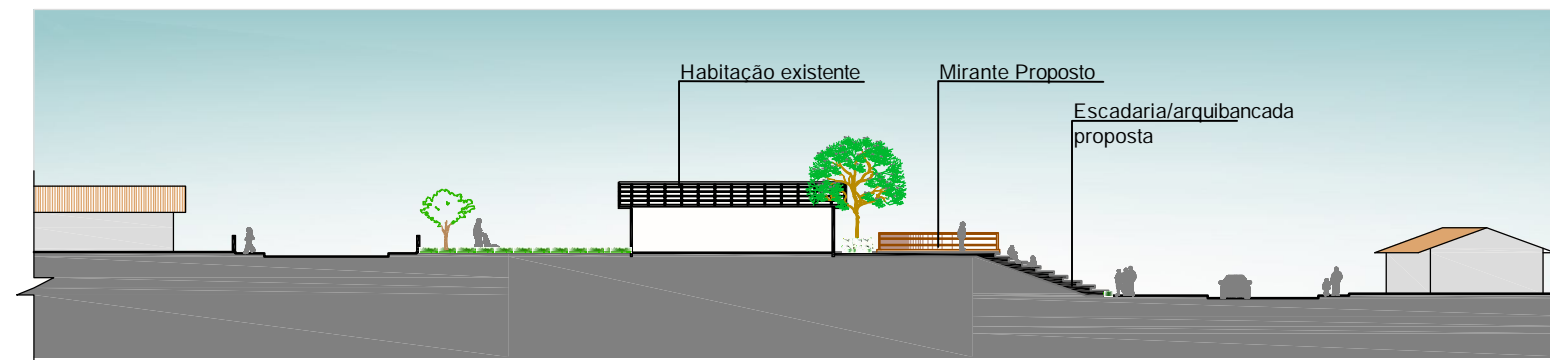 Habitação existente
Mirante Proposto
Escadaria/arquibancada
proposta